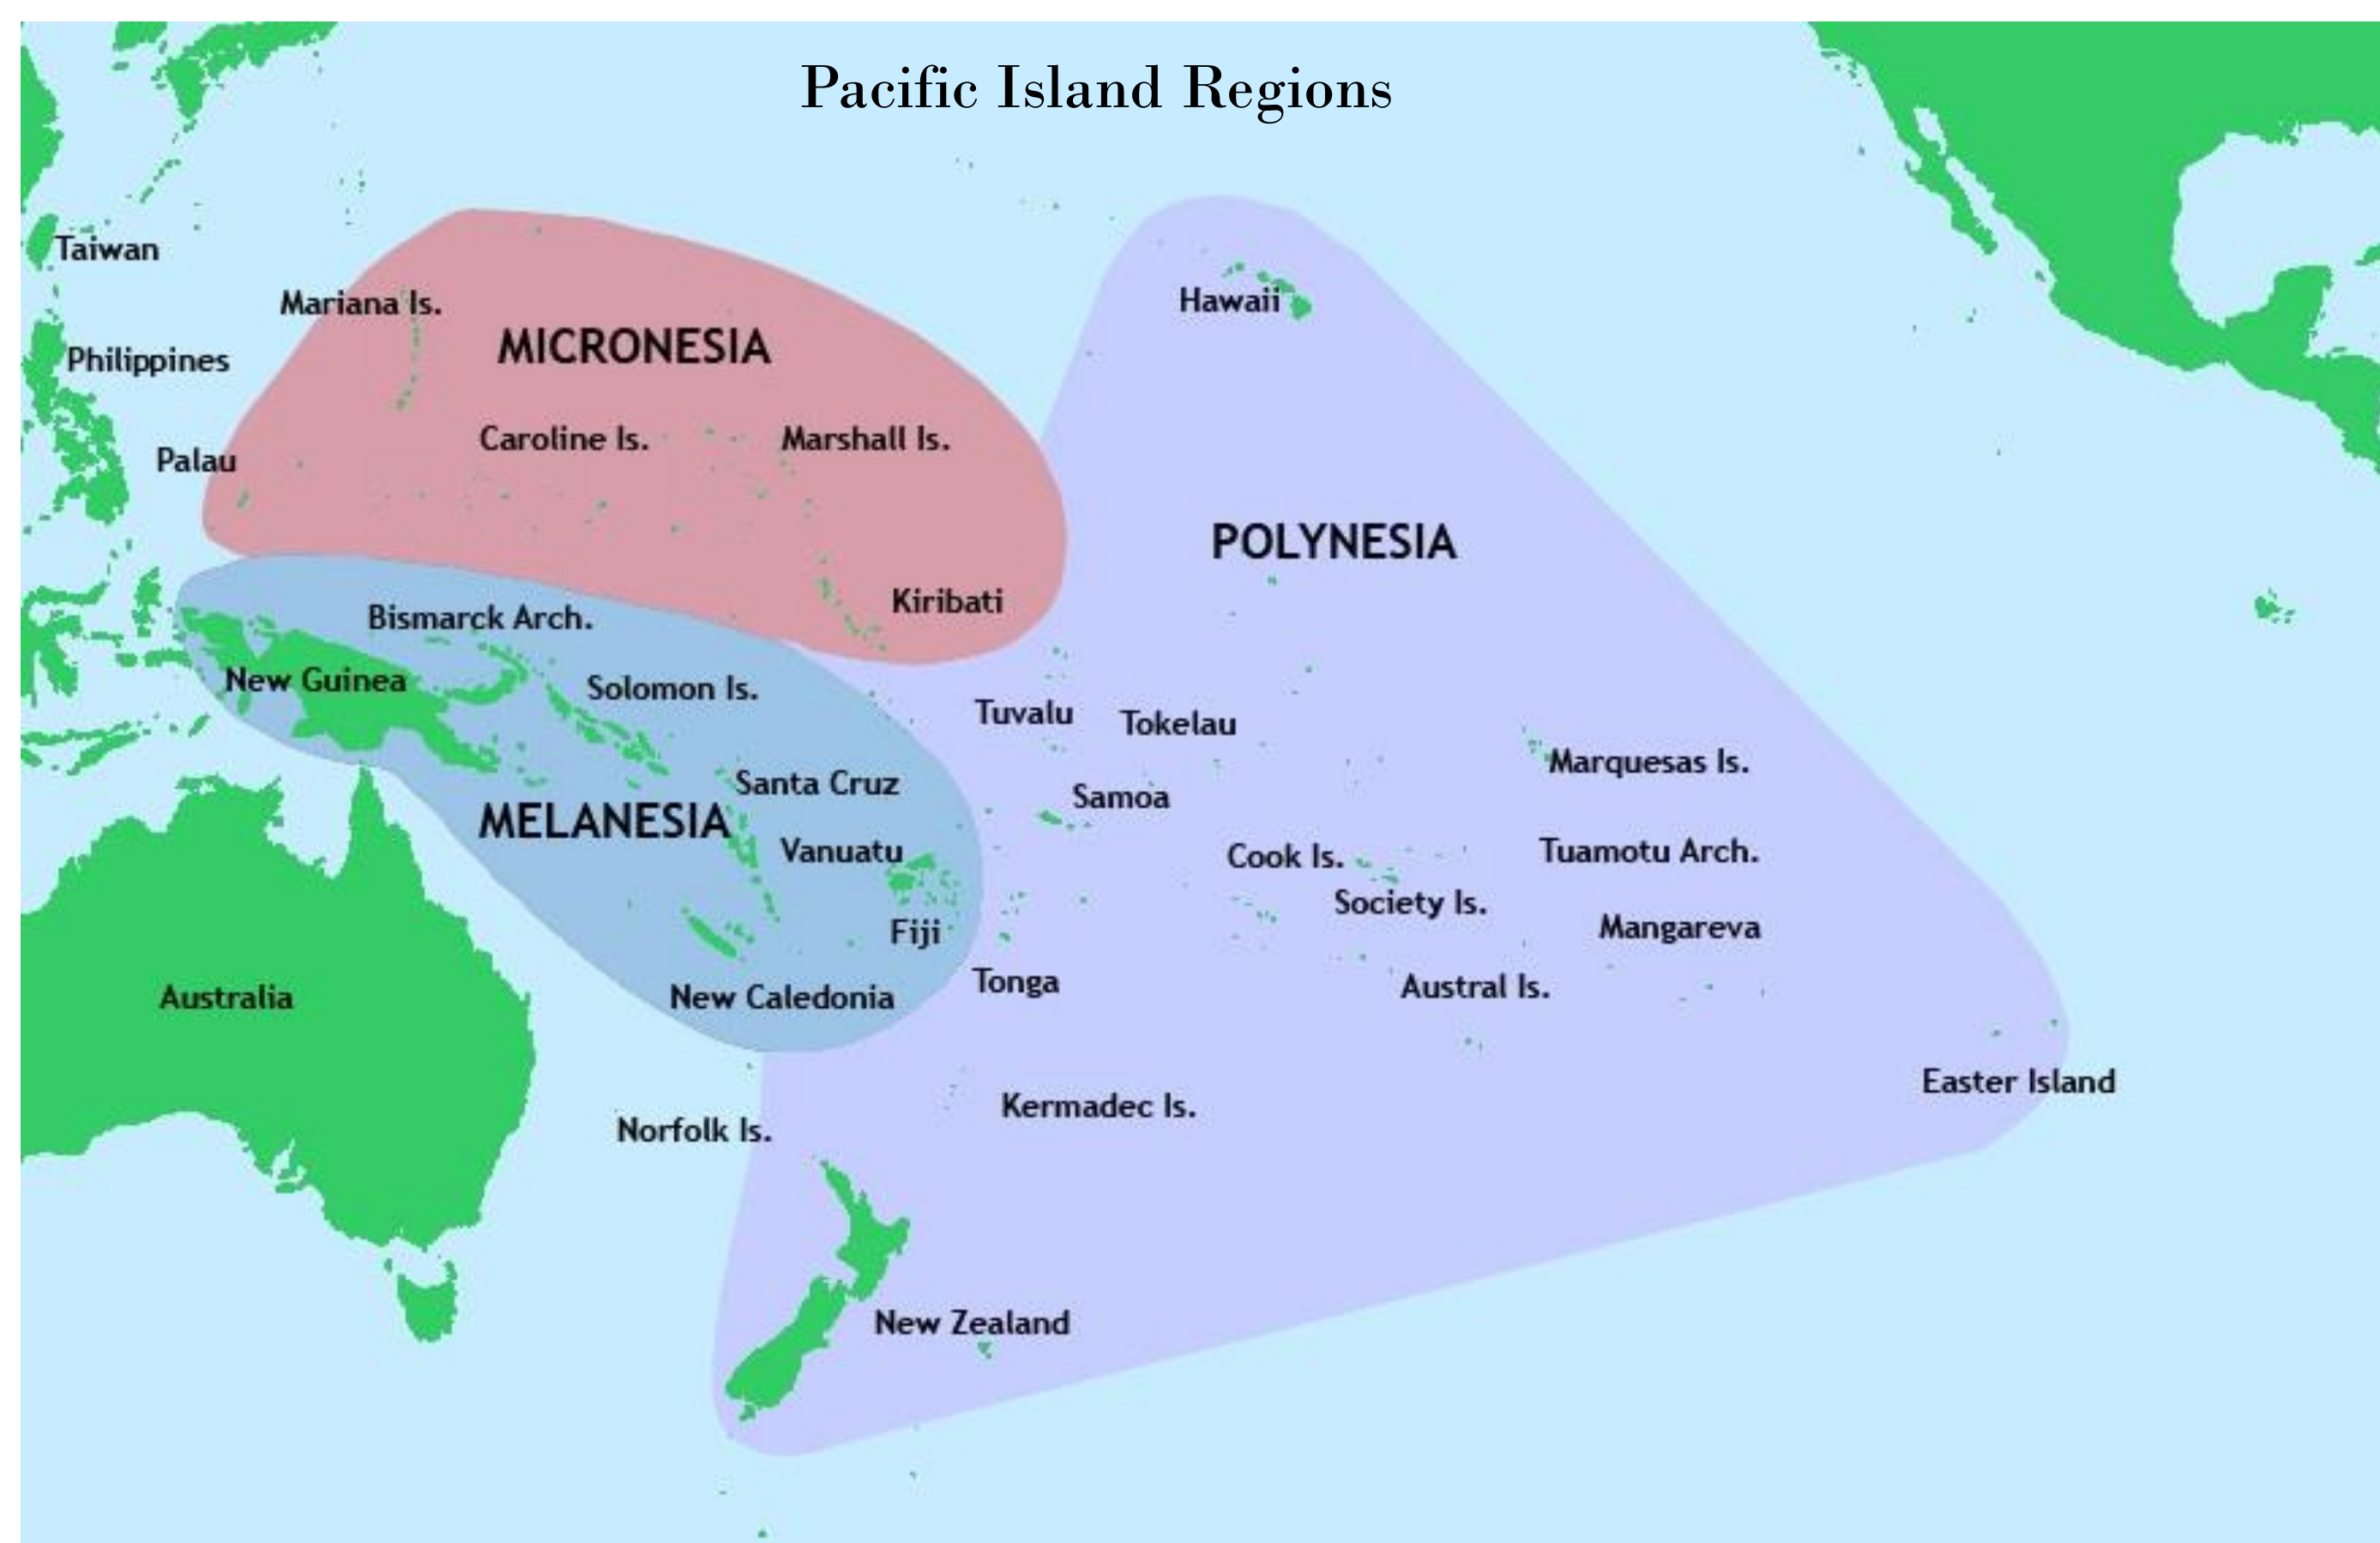 Pacific Island Regions
Taiwan
Mariana Is.
Hawaii
MICRONESIA
Philippines
Caroline Is.
Marshall Is.
Palau
POLYNESIA
Kiribati
Bismarck Arch.
New Guinea
Solomon Is.
Tuvalu
Tokelau
Marquesas Is.
Santa Cruz
Samoa
MELANESIA
Vanuatu
Cook Is.
Tuamotu Arch.
Society Is.
Mangareva
Fiji
Tonga
Austral Is.
Australia
New Caledonia
Easter Island
Kermadec Is.
Norfolk Is.
New Zealand